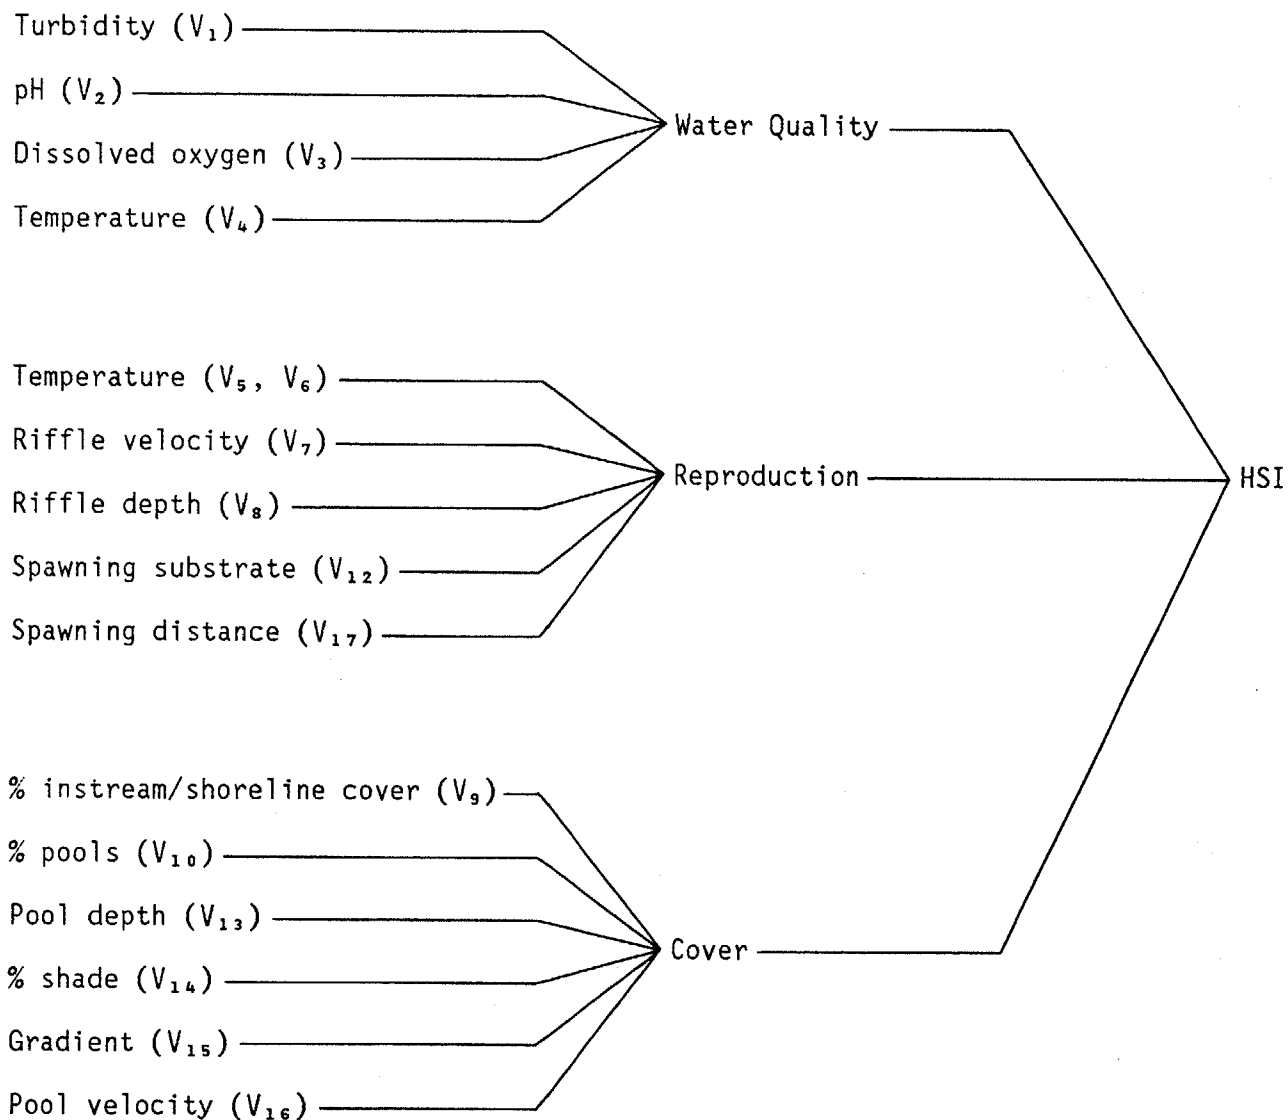 Turbidity (V₁)
pH (V₂)
Water Quality
Dissolved oxygen (V₃)
Temperature (V₄)
Temperature (V₅, V₆)
Riffle velocity (V₇)
Reproduction
HSI
Riffle depth (V₈)
Spawning substrate (V₁₂)
Spawning distance (V₁₇)
% instream/shoreline cover (V₉)
% pools (V₁₀)
Pool depth (V₁₃)
Cover
% shade (V₁₄)
Gradient (V₁₅)
Pool velocity (V₁₆)